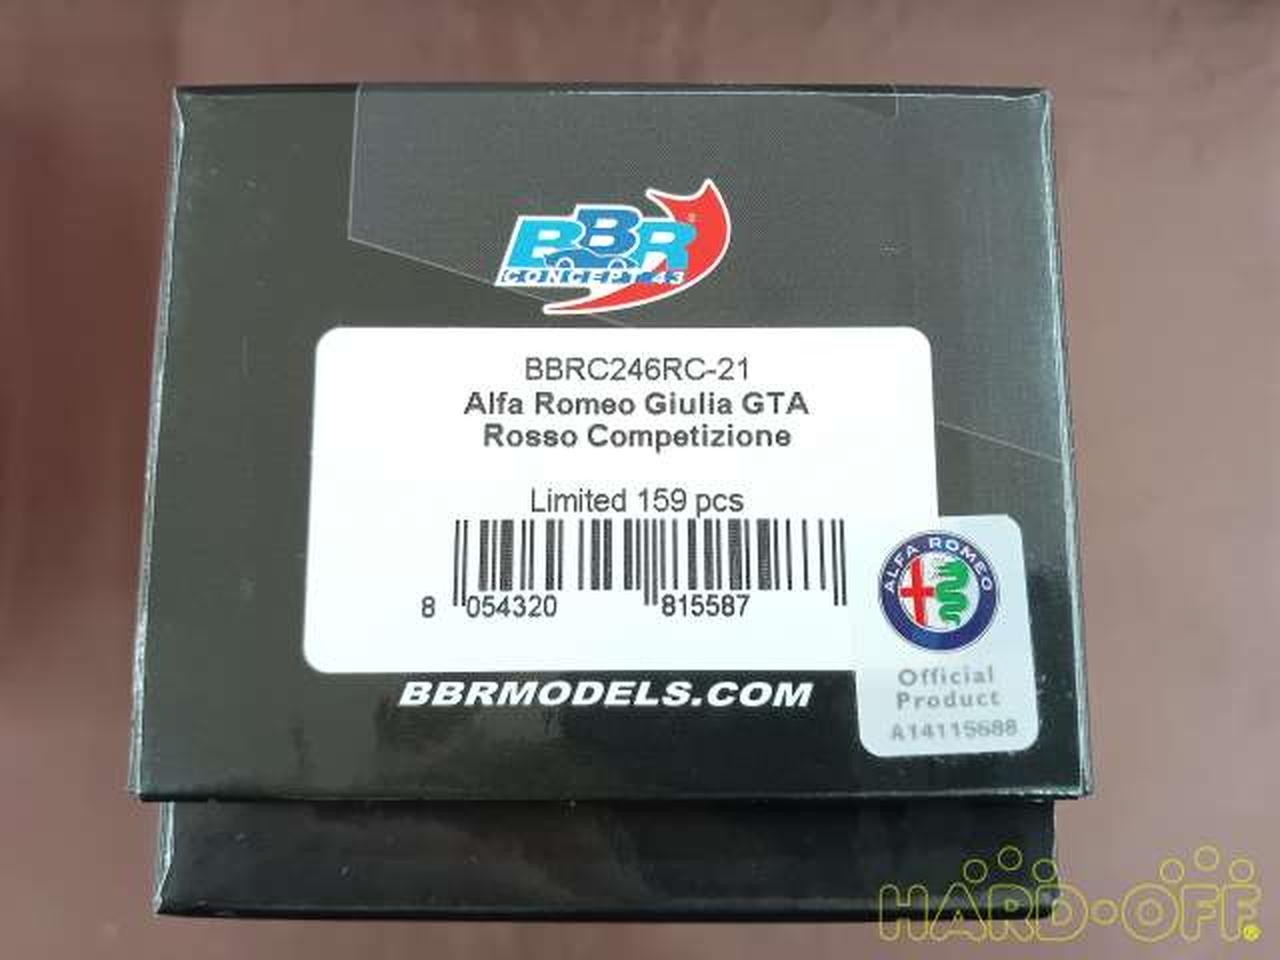 BBR®
CONCEPT 43
BBRC246RC-21
Alfa Romeo Giulia GTA
Rosso Competizione
Limited 159 pcs
8 054320 815587
BBRMODELS.COM
ALFA ROMEO
Official
Product
A14115688
HARD•OFF®